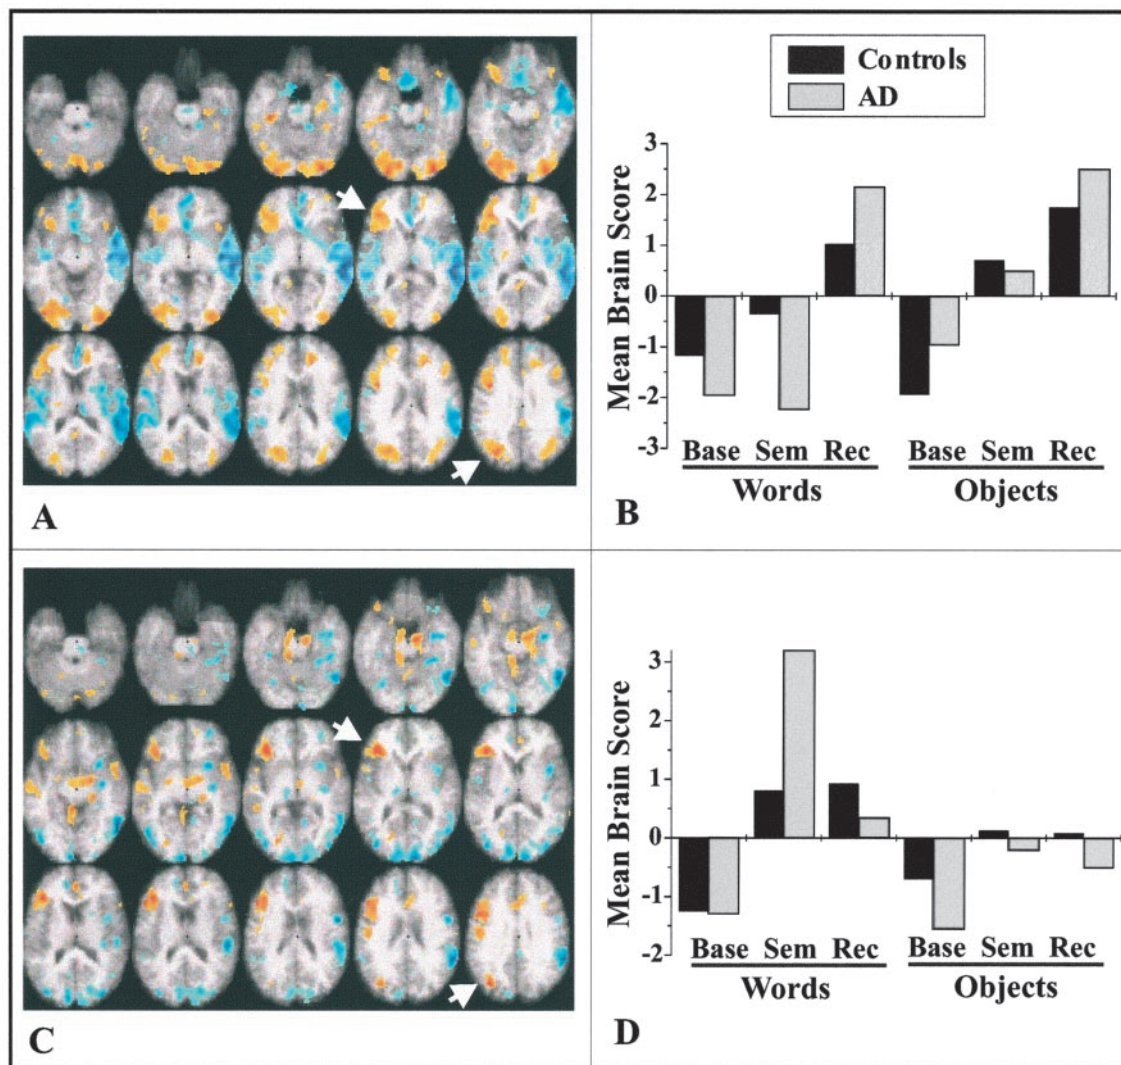 A
Controls
AD
Mean Brain Score
3
2
1
0
-1
-2
-3
Base Sem Rec Base Sem Rec
Words Objects
B
C
Mean Brain Score
3
2
1
0
-1
-2
Base Sem Rec Base Sem Rec
Words Objects
D